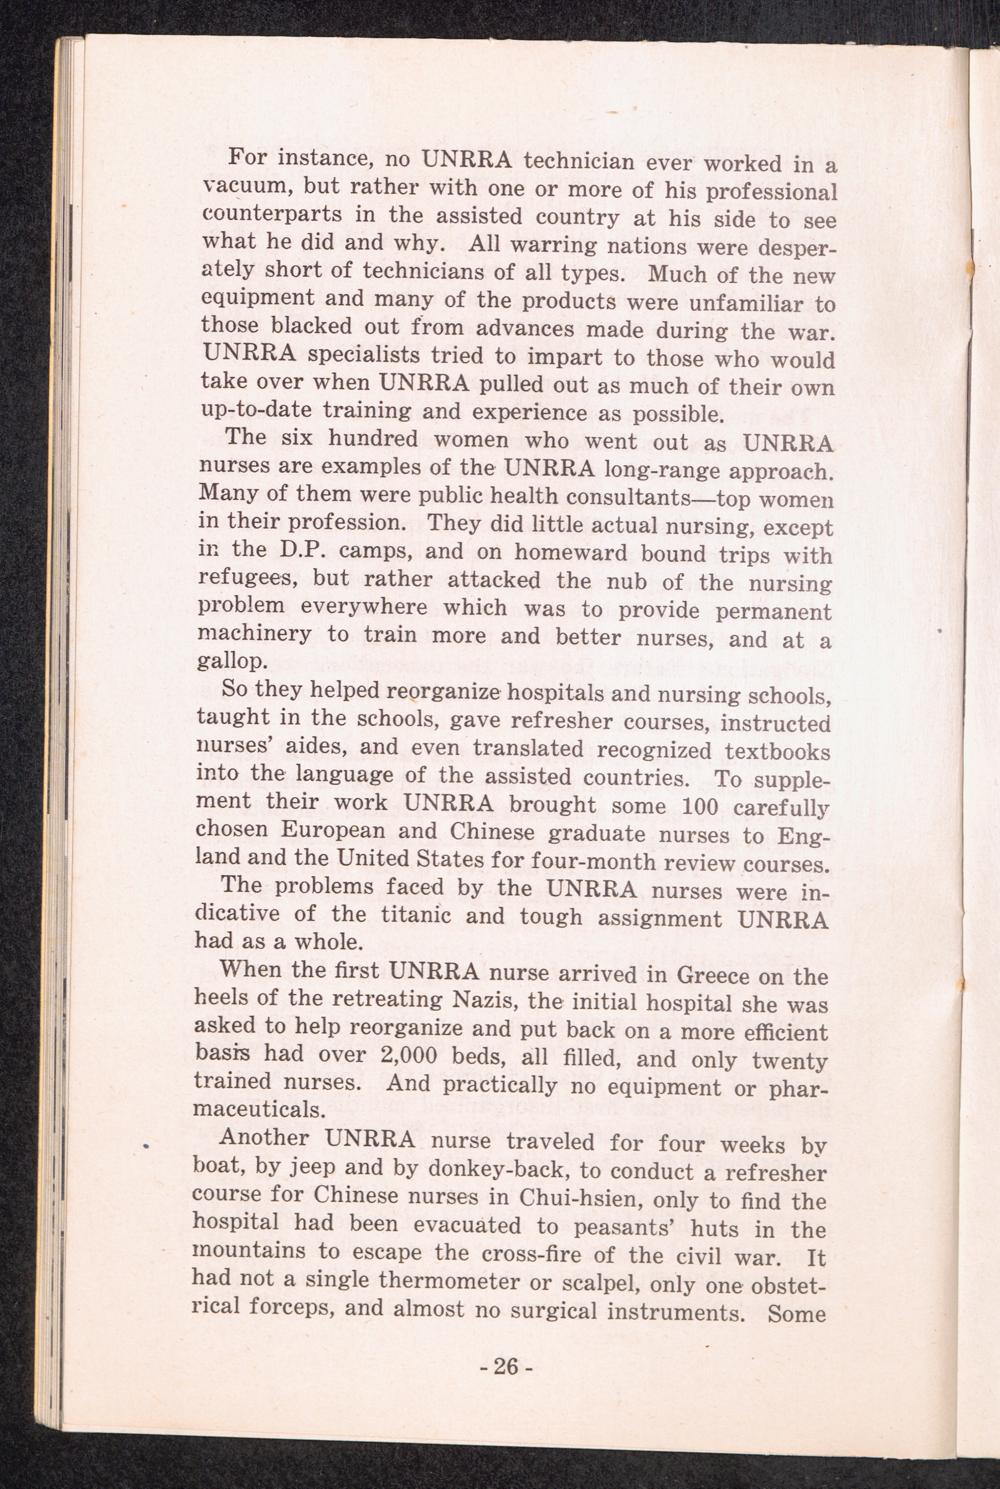 For instance, no UNRRA technician ever worked in a
vacuum, but rather with one or more of his professional
counterparts in the assisted country at his side to see
what he did and why. All warring nations were desper-
ately short of technicians of all types. Much of the new
equipment and many of the products were unfamiliar to
those blacked out from advances made during the war.
UNRRA specialists tried to impart to those who would
take over when UNRRA pulled out as much of their own
up-to-date training and experience as possible.
The six hundred women who went out as UNRRA
nurses are examples of the UNRRA long-range approach.
Many of them were public health consultants—top women
in their profession. They did little actual nursing, except
in the D.P. camps, and on homeward bound trips with
refugees, but rather attacked the nub of the nursing
problem everywhere which was to provide permanent
machinery to train more and better nurses, and at a
gallop.
So they helped reorganize hospitals and nursing schools,
taught in the schools, gave refresher courses, instructed
nurses' aides, and even translated recognized textbooks
into the language of the assisted countries. To supple-
ment their work UNRRA brought some 100 carefully
chosen European and Chinese graduate nurses to Eng-
land and the United States for four-month review courses.
The problems faced by the UNRRA nurses were in-
dicative of the titanic and tough assignment UNRRA
had as a whole.
When the first UNRRA nurse arrived in Greece on the
heels of the retreating Nazis, the initial hospital she was
asked to help reorganize and put back on a more efficient
basis had over 2,000 beds, all filled, and only twenty
trained nurses. And practically no equipment or phar-
maceuticals.
Another UNRRA nurse traveled for four weeks by
boat, by jeep and by donkey-back, to conduct a refresher
course for Chinese nurses in Chui-hsien, only to find the
hospital had been evacuated to peasants' huts in the
mountains to escape the cross-fire of the civil war. It
had not a single thermometer or scalpel, only one obstet-
rical forceps, and almost no surgical instruments. Some
- 26 -